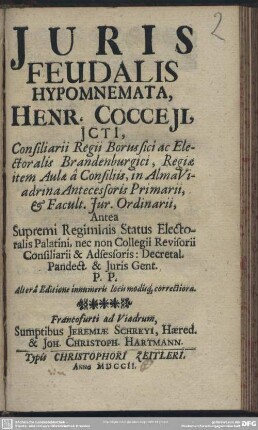 2
JURIS
FEUDALIS
HYPOMNEMATA,
HENR. COCCEJI,
JCTI,
Consiliarii Regii Borussici ac Ele-
ctoralis Brandenburgici, Regiæ
item Aulæ à Consiliis, in Alma Vi-
adrina Antecessoris Primarii,
& Facult. Jur. Ordinarii,
Antea
Supremi Regiminis Status Electo-
ralis Palatini, nec non Collegii Revisorii
Consiliarii & Adsessoris: Decretal.
Pandect. & Juris Gent.
P. P.
Alterâ Editione innumeris locis modisq; correctiora.
Francofurti ad Viadrum,
Sumptibus JEREMIÆ SCHREYI, Hæred.
& JOH. CHRISTOPH. HARTMANN.
Typis CHRISTOPHORI ZEITLERI.
Anno MDCCII.